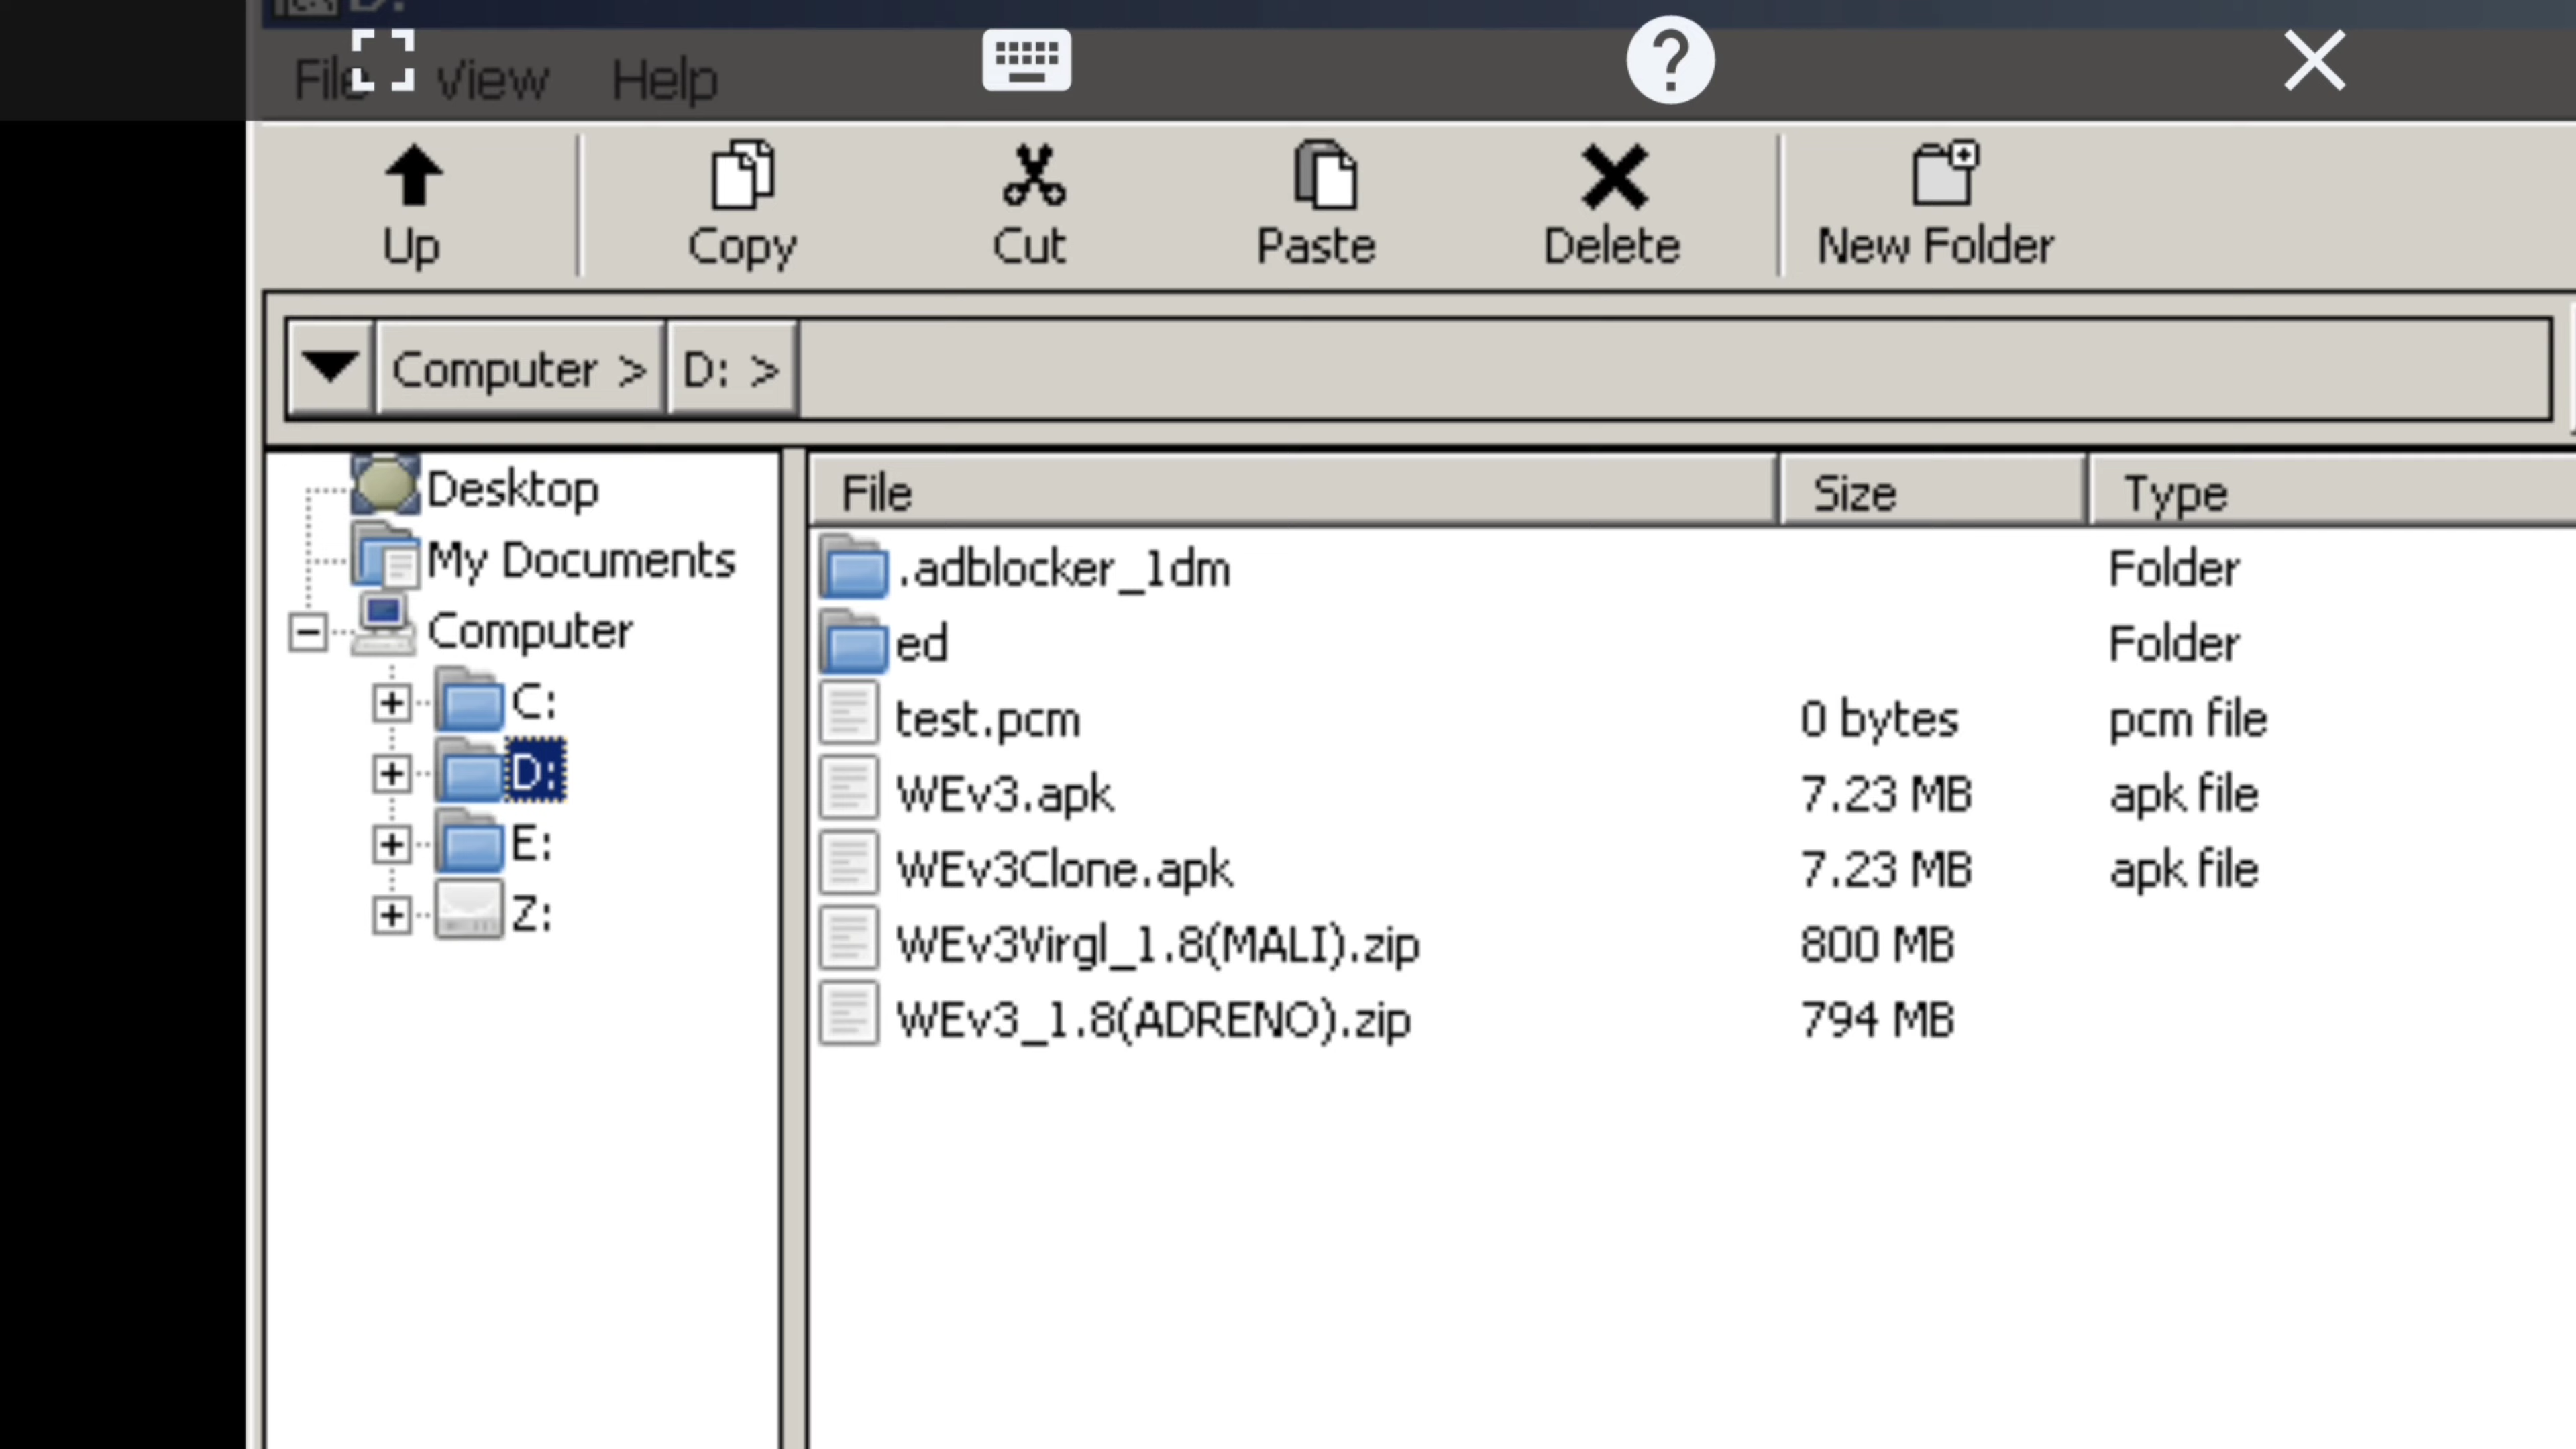 D:
File View Help
Up Copy Cut Paste Delete New Folder
Computer > D: >
Desktop
My Documents
Computer
C:
D:
E:
Z:
File Size Type
.adblocker_1dm Folder
ed Folder
test.pcm 0 bytes pcm file
WEv3.apk 7.23 MB apk file
WEv3Clone.apk 7.23 MB apk file
WEv3Virgl_1.8(MALI).zip 800 MB
WEv3_1.8(ADRENO).zip 794 MB